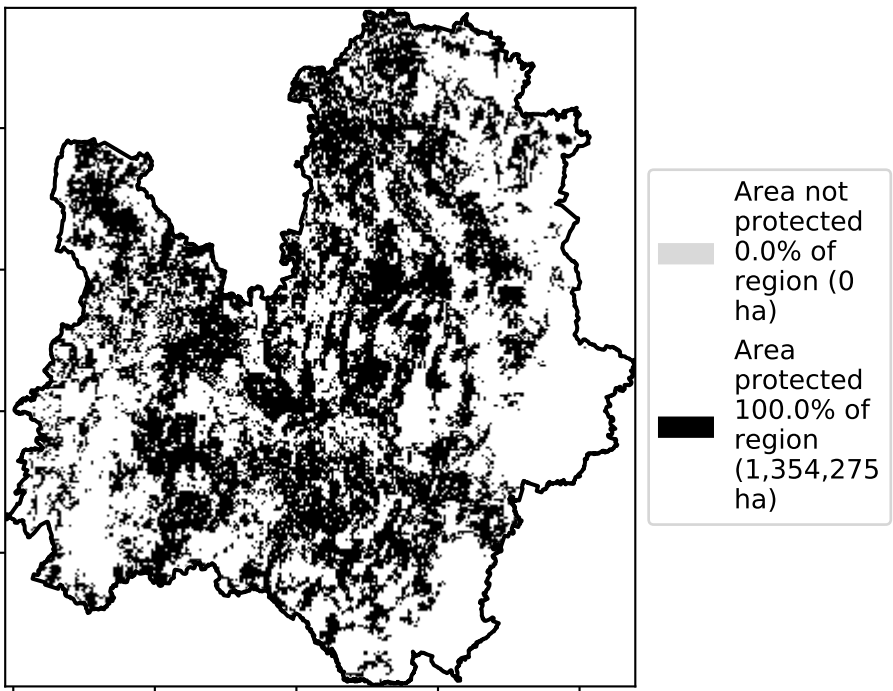 Area not
protected
0.0% of
region (0
ha)
Area
protected
100.0% of
region
(1,354,275
ha)